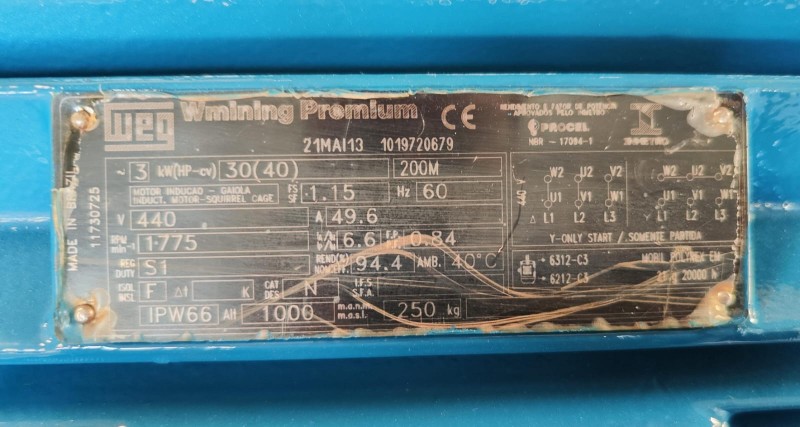 WEG Wmining Premium CE
21MAI13 1019720679
RENDIMENTO E FATOR DE POTENCIA
APROVADOS PELO INMETRO
PROCEL
NBR - 17094-1
INMETRO
~ 3 kW(HP-cv) 30(40) 200M
MOTOR INDUCAO - GAIOLA
INDUCT. MOTOR-SQUIRREL CAGE
FS
SF 1.15 Hz 60
V 440 A 49.6
RPM
min-1 1775 6.6 F.P. 0.84
REG
DUTY S1 REND(%)
NOM.EFF. 94.4 AMB. 40°C
ISOL
INSL F Δt K CAT
DES N I.F.S
S.F.A.
IPW66 Alt 1000 m.a.n.m.
m.a.s.l. 250 kg
MADE IN
11730725
W2 U2 V2
U1 V1 W1
Δ L1 L2 L3
W2 U2 V2
U1 V1 W1
L1 L2 L3
440
Y-ONLY START / SOMENTE PARTIDA
6312-C3
6212-C3
MOBIL POLYREX EM
20000 h